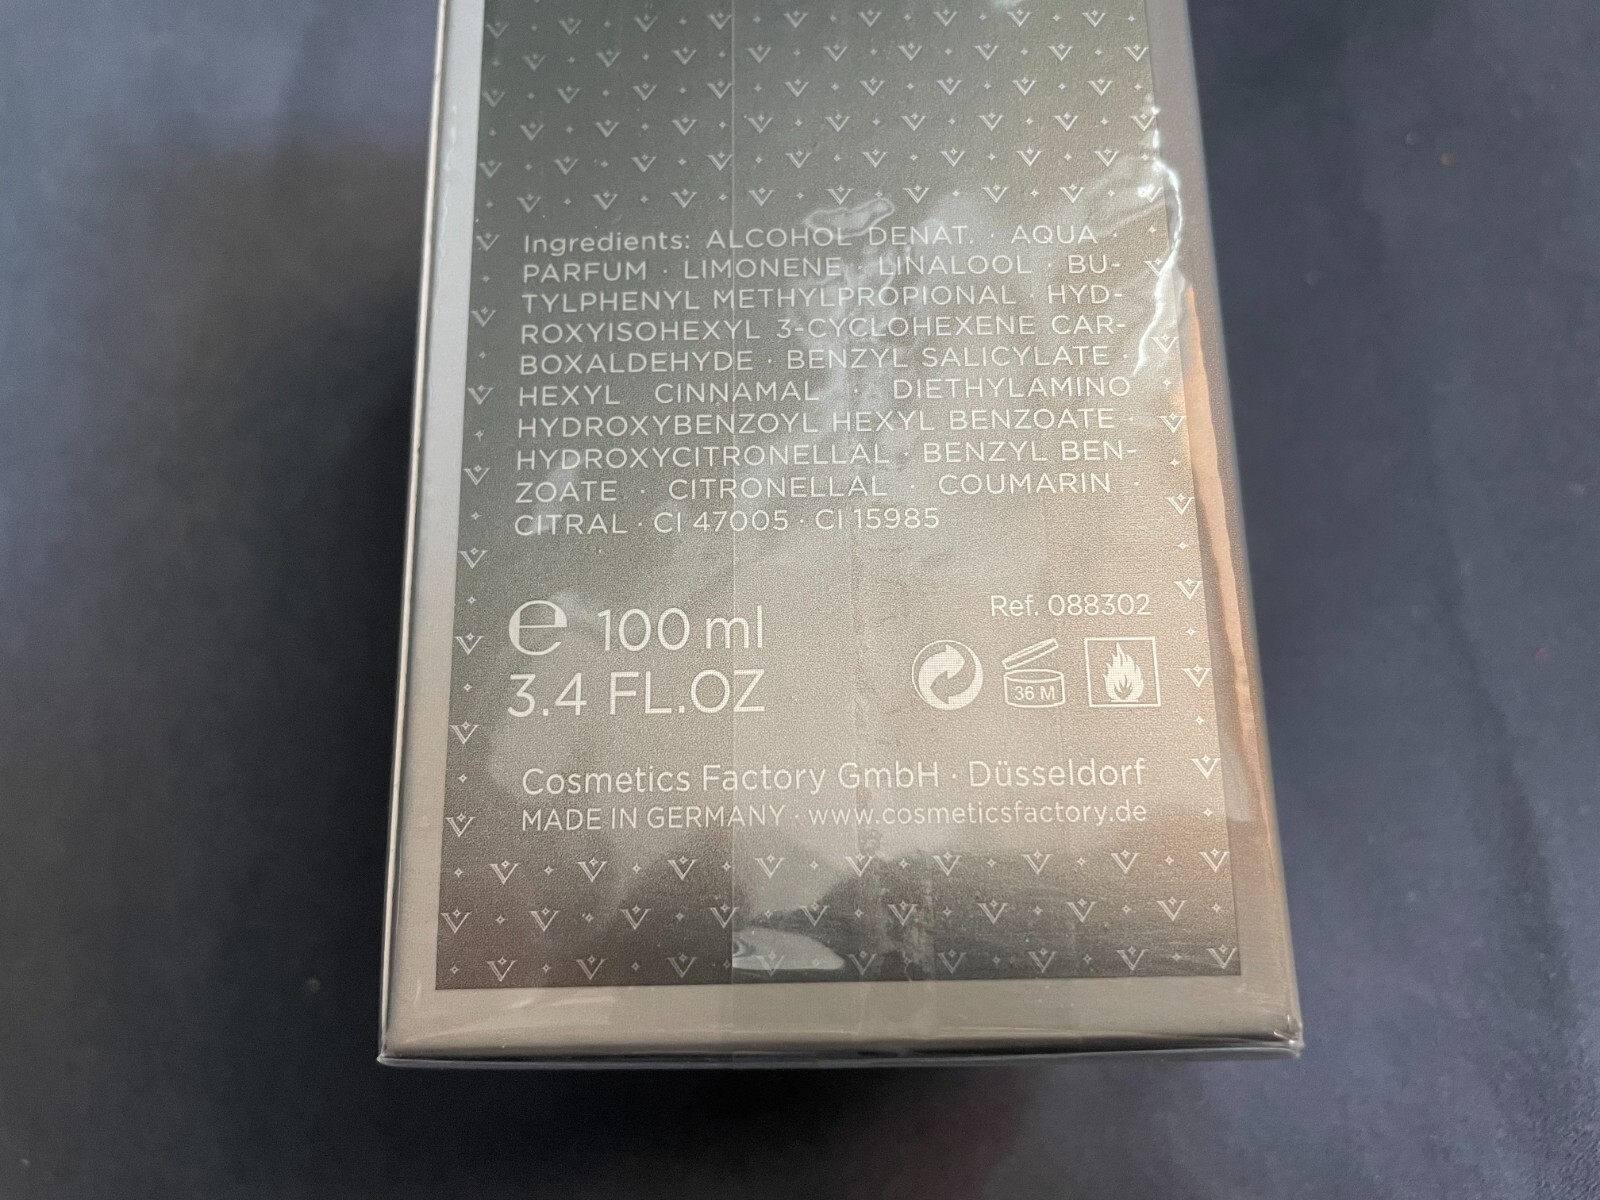 Ingredients: ALCOHOL DENAT. · AQUA ·
PARFUM · LIMONENE · LINALOOL · BU-
TYLPHENYL METHYLPROPIONAL · HYD-
ROXYISOHEXYL 3-CYCLOHEXENE CAR-
BOXALDEHYDE · BENZYL SALICYLATE ·
HEXYL CINNAMAL · DIETHYLAMINO
HYDROXYBENZOYL HEXYL BENZOATE ·
HYDROXYCITRONELLAL · BENZYL BEN-
ZOATE · CITRONELLAL · COUMARIN ·
CITRAL · CI 47005 · CI 15985
e 100 ml
3.4 FL.OZ
Ref. 088302
36 M
Cosmetics Factory GmbH · Düsseldorf
MADE IN GERMANY · www.cosmeticsfactory.de